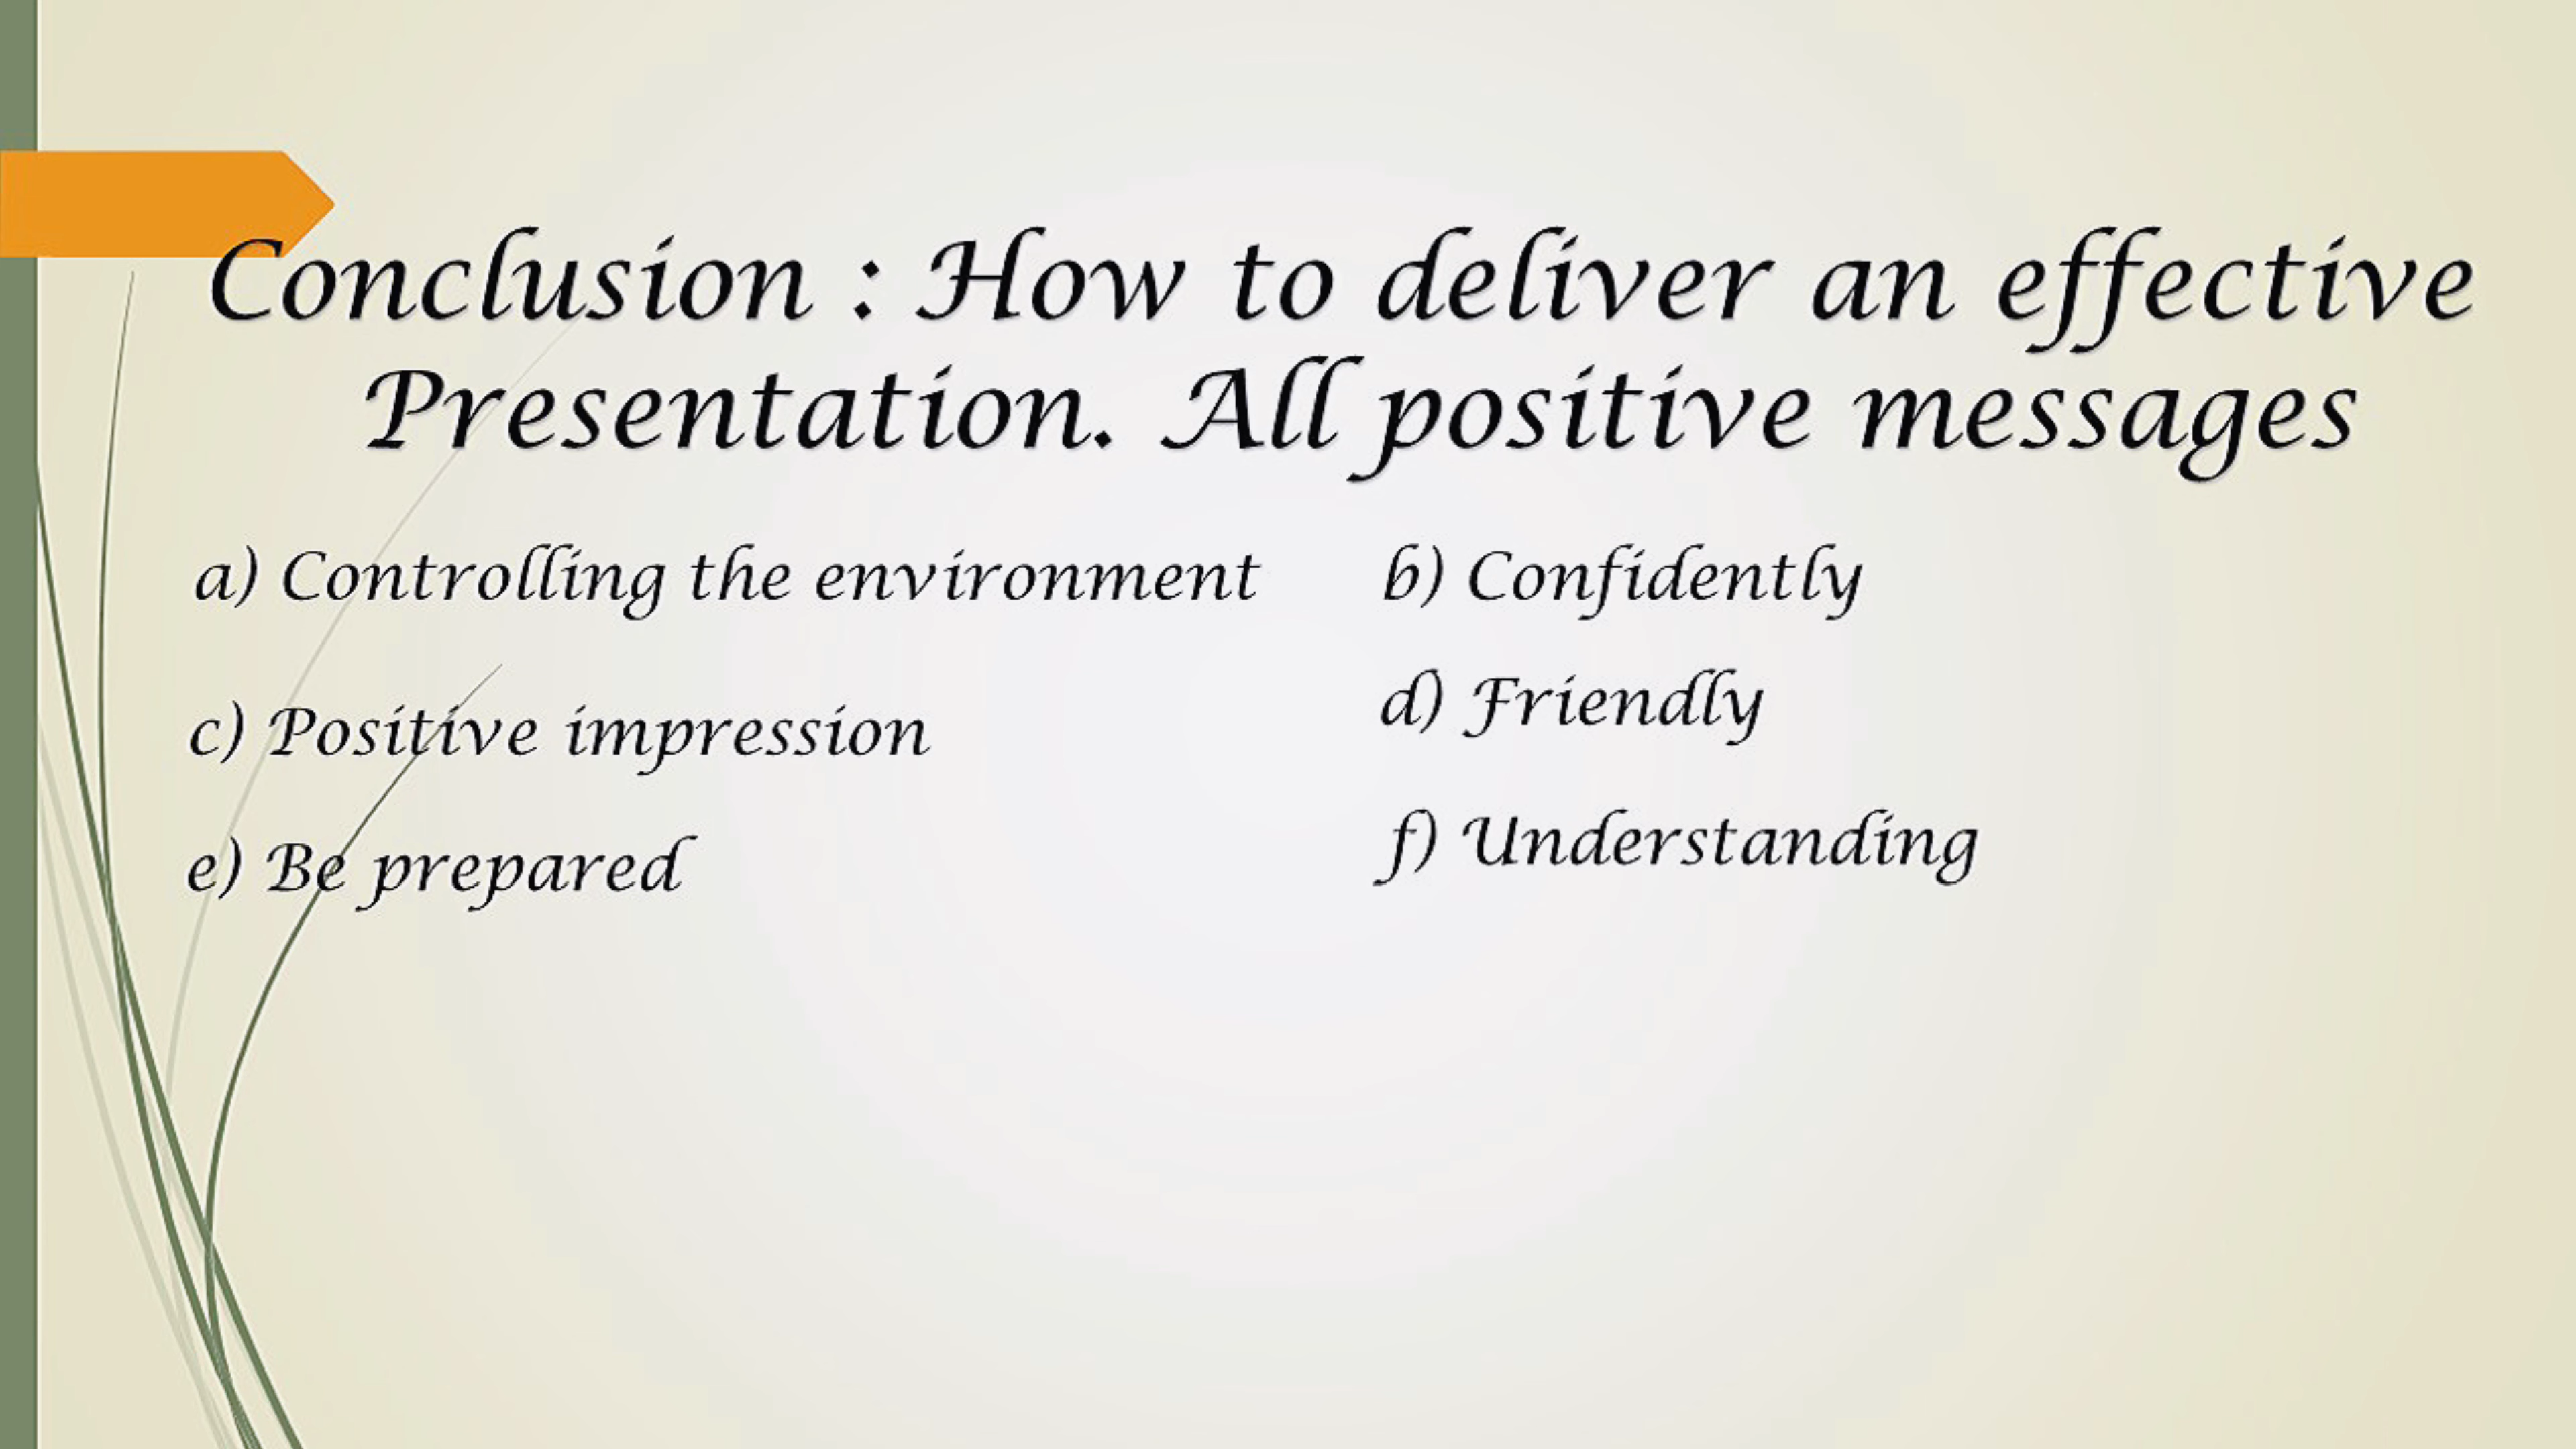 Conclusion : How to deliver an effective
Presentation. All positive messages
a) Controlling the environment
b) Confidently
c) Positive impression
d) Friendly
e) Be prepared
f) Understanding